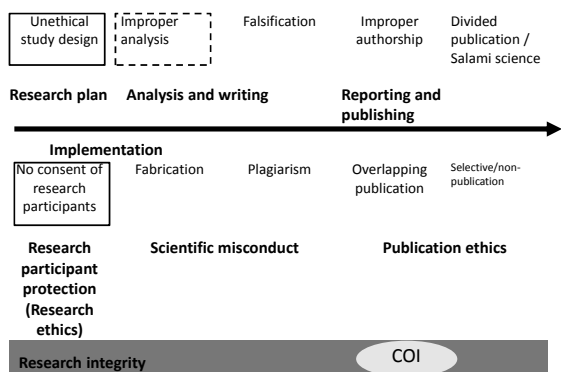 Unethical
study design
Improper
analysis
Falsification
Improper
authorship
Divided
publication /
Salami science
Research plan
Analysis and writing
Reporting and
publishing
Implementation
No consent of
research
participants
Fabrication
Plagiarism
Overlapping
publication
Selective/non-
publication
Research
participant
protection
(Research
ethics)
Scientific misconduct
Publication ethics
Research integrity
COI